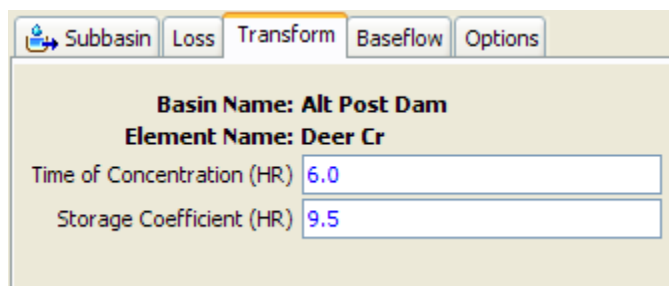 Subbasin Loss Transform Baseflow Options
Basin Name: Alt Post Dam
Element Name: Deer Cr
Time of Concentration (HR) 6.0
Storage Coefficient (HR) 9.5